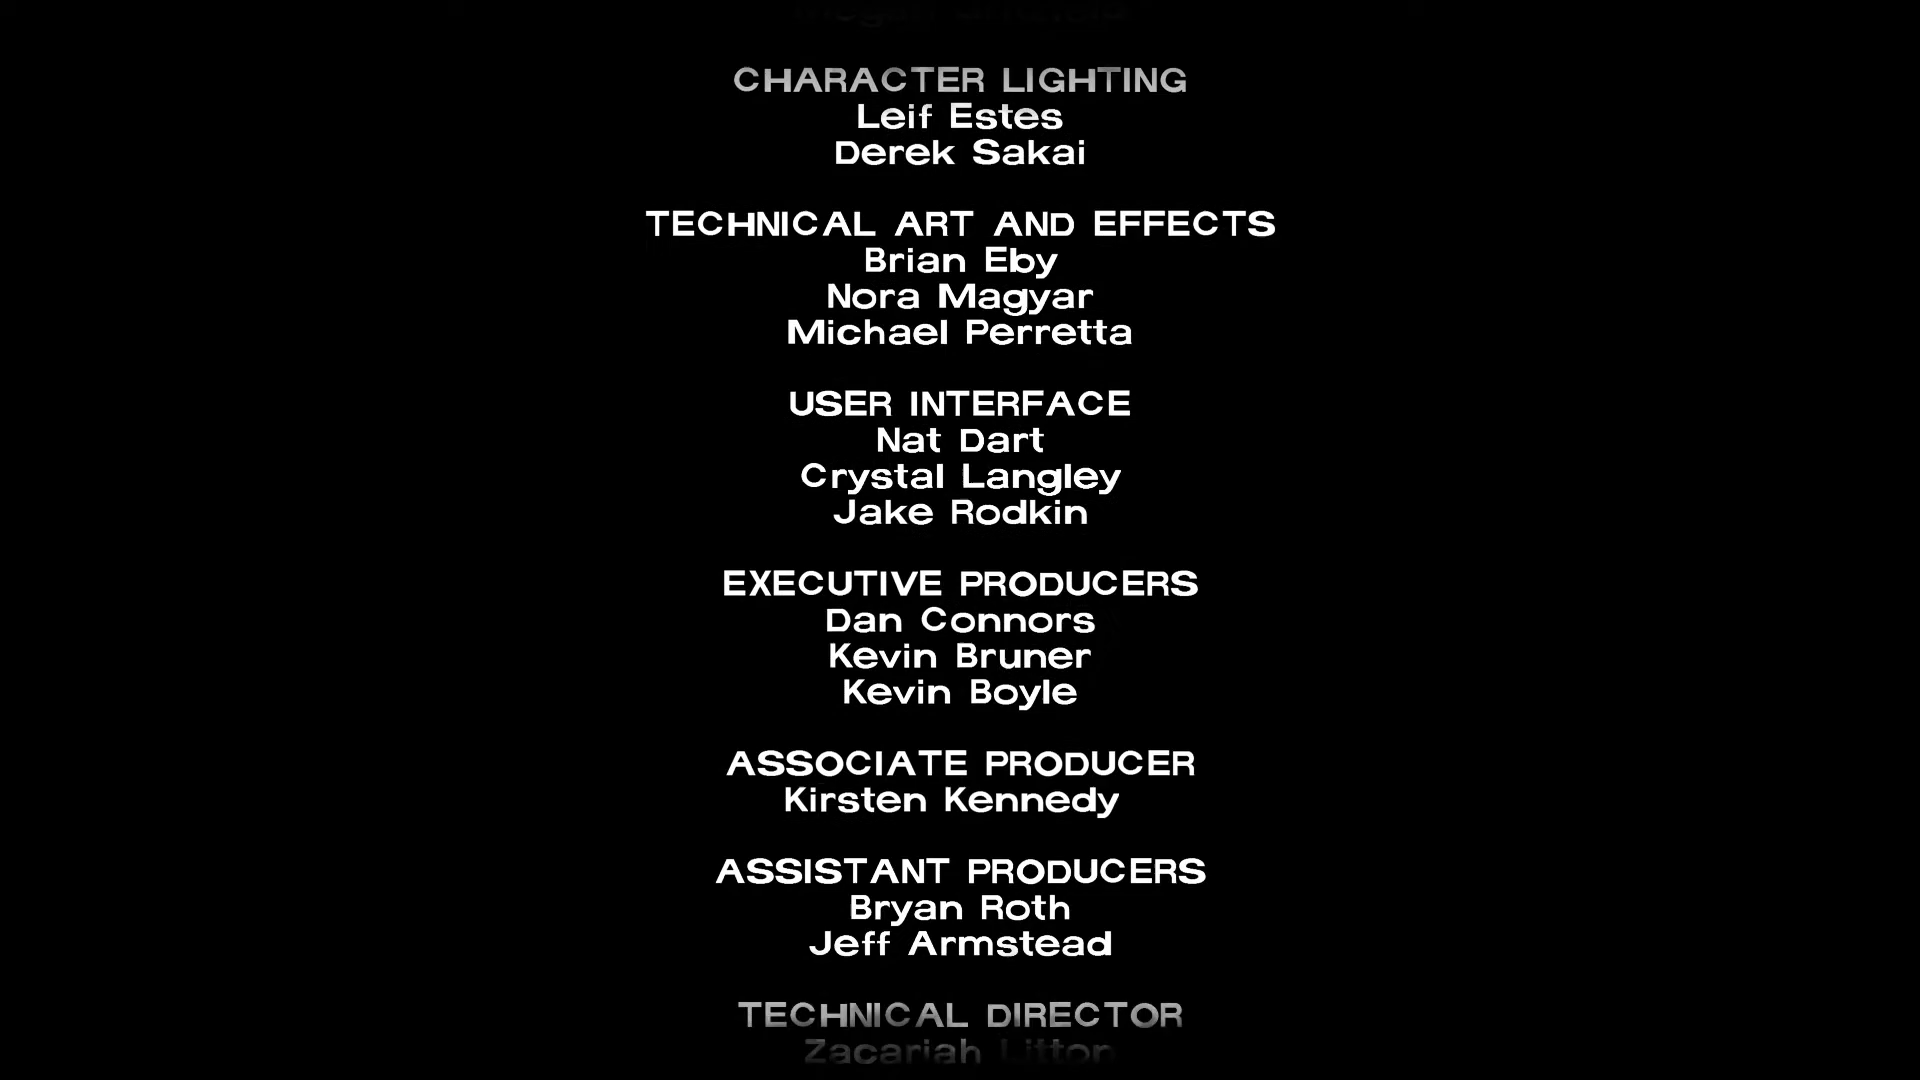 CHARACTER LIGHTING
Leif Estes
Derek Sakai
TECHNICAL ART AND EFFECTS
Brian Eby
Nora Magyar
Michael Perretta
USER INTERFACE
Nat Dart
Crystal Langley
Jake Rodkin
EXECUTIVE PRODUCERS
Dan Connors
Kevin Bruner
Kevin Boyle
ASSOCIATE PRODUCER
Kirsten Kennedy
ASSISTANT PRODUCERS
Bryan Roth
Jeff Armstead
TECHNICAL DIRECTOR
Zacariah Litton